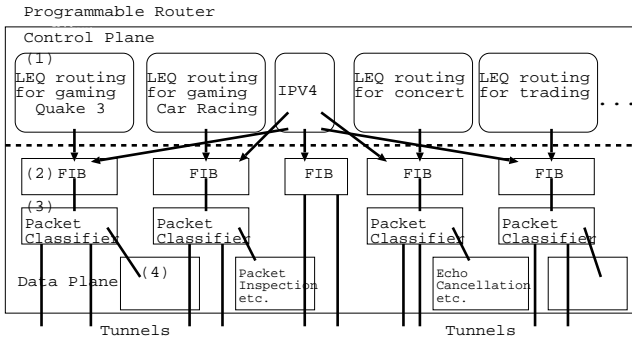 Programmable Router
Control Plane
(1)
LEQ routing
for gaming
Quake 3
LEQ routing
for gaming
Car Racing
IPV4
LEQ routing
for concert
LEQ routing
for trading
. . .
(2) FIB
FIB
FIB
FIB
FIB
(3)
Packet
Classifier
Packet
Classifier
Packet
Classifier
Packet
Classifier
Data Plane
(4)
Packet
Inspection
etc.
Echo
Cancellation
etc.
Tunnels
Tunnels